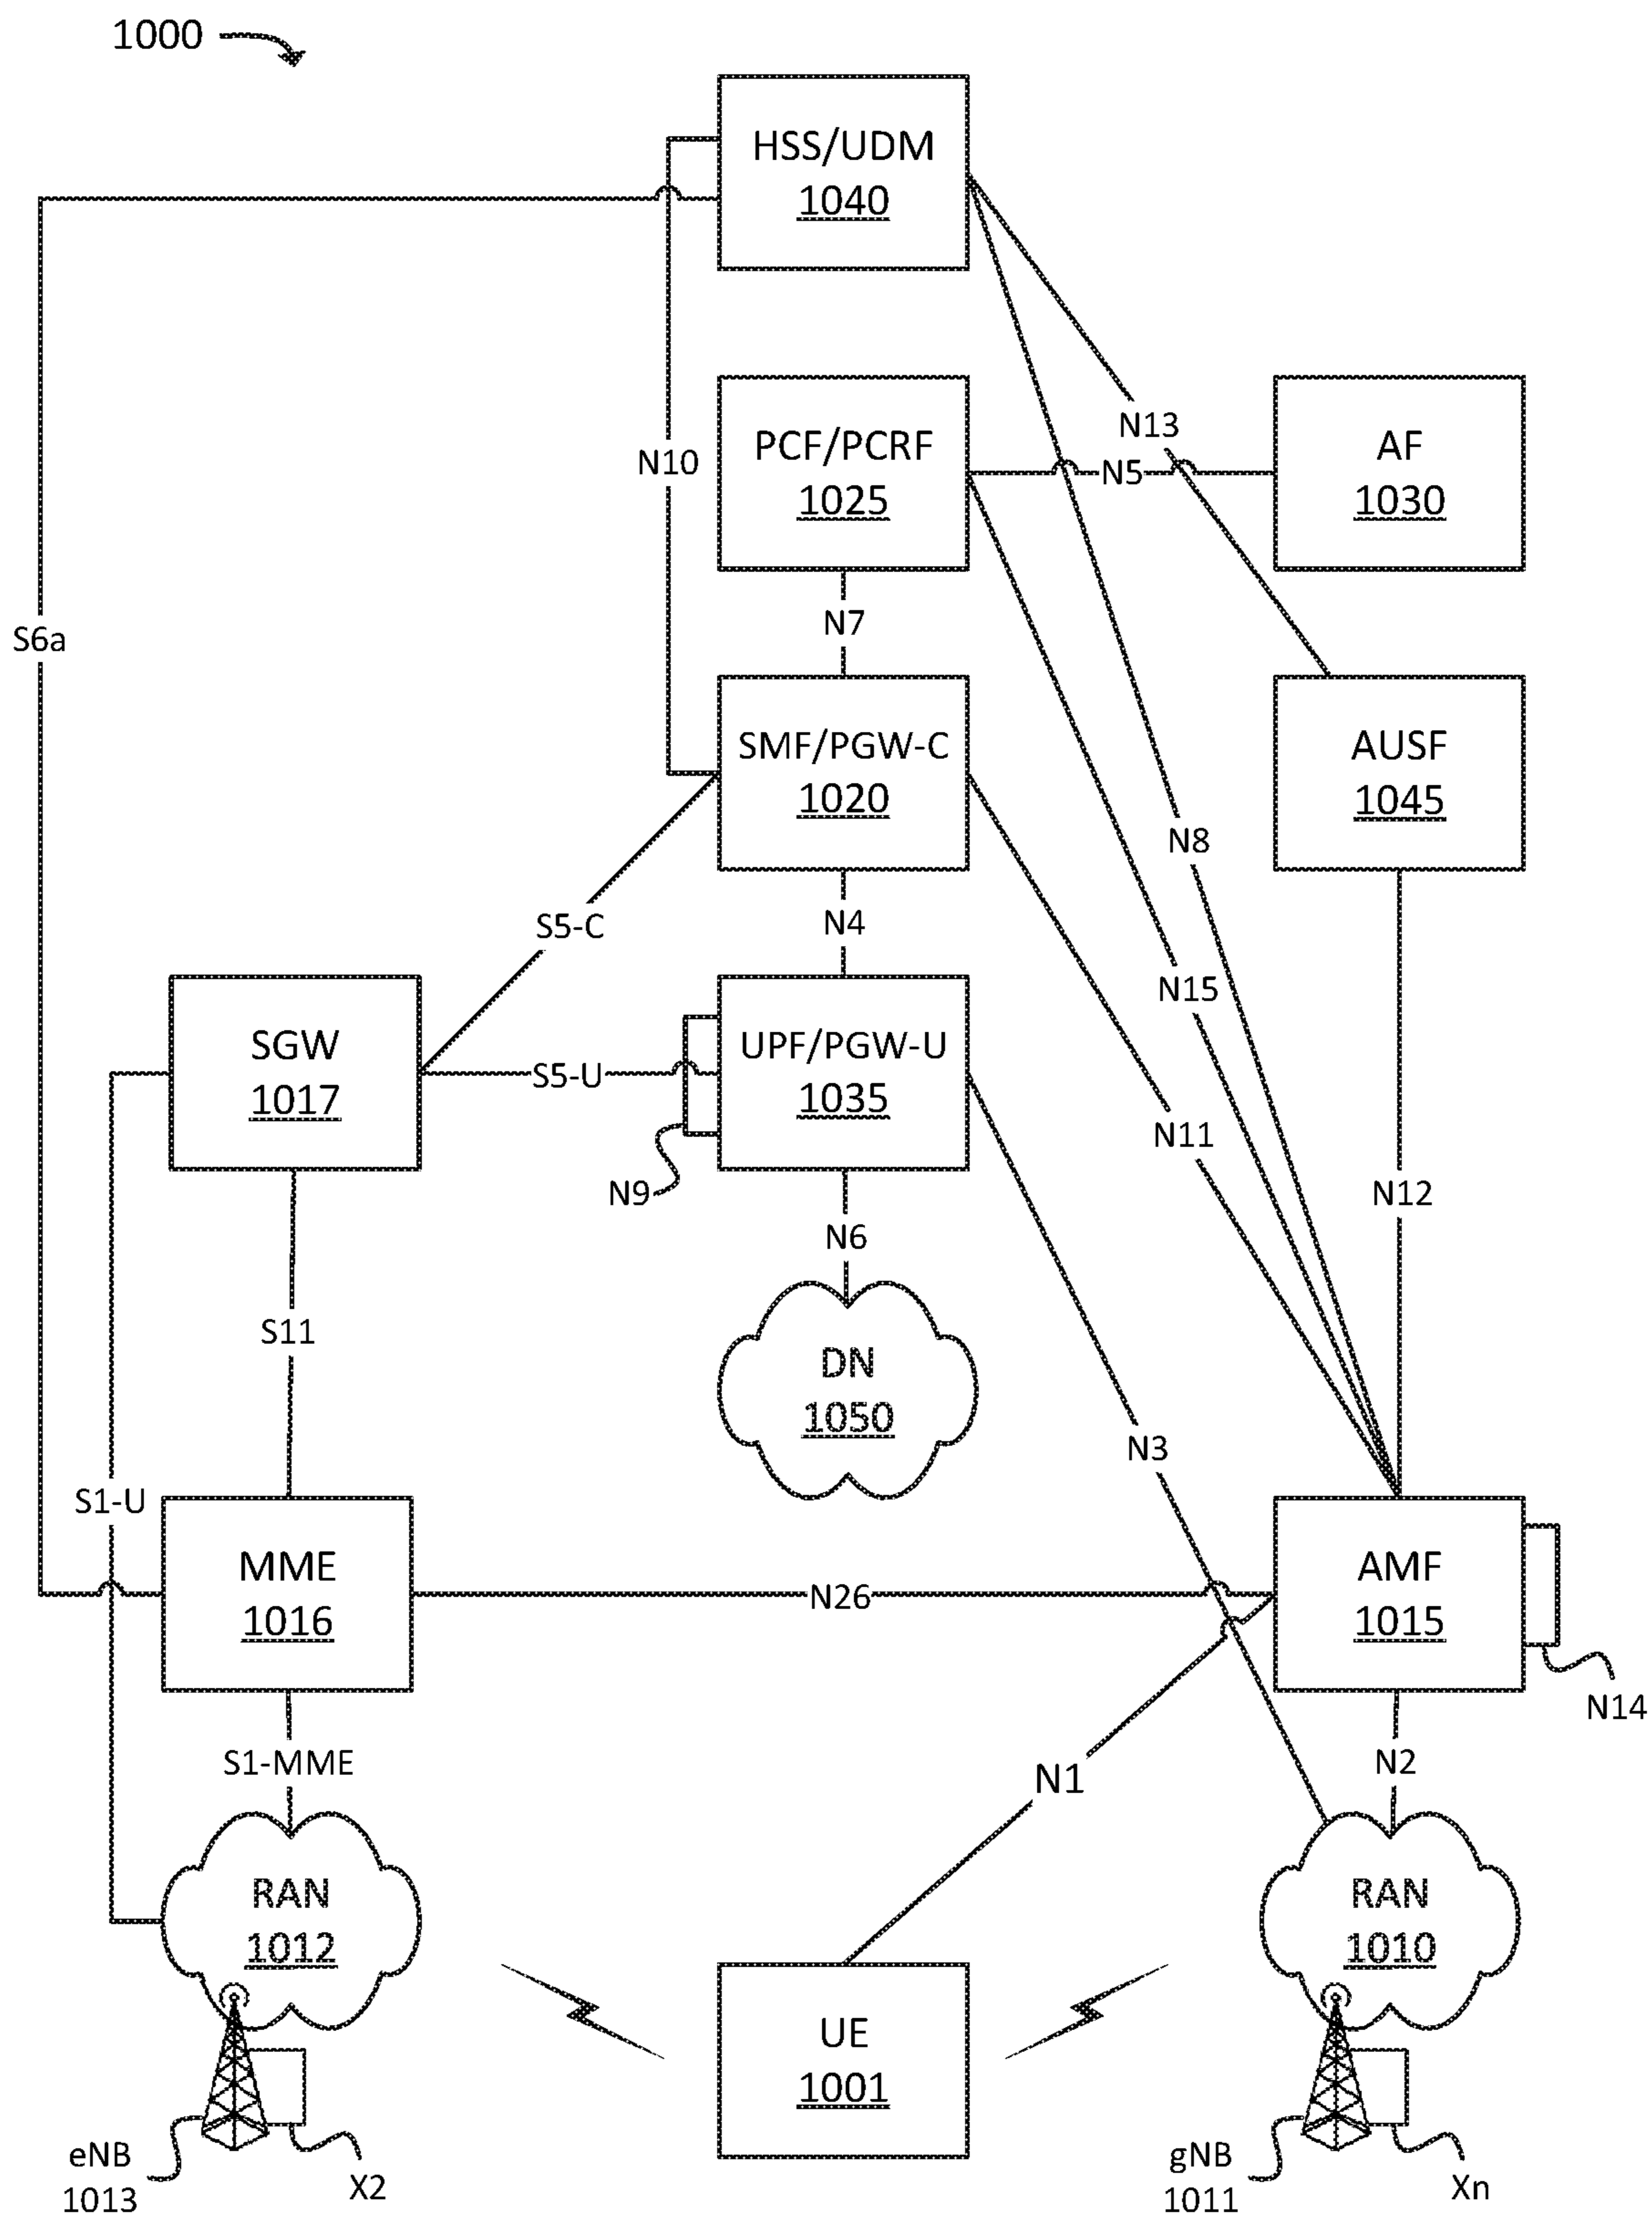 1000
HSS/UDM
1040
N13
PCF/PCRF
1025
N5
AF
1030
N10
N7
S6a
SMF/PGW-C
1020
AUSF
1045
N8
S5-C
N4
N15
SGW
1017
S5-U
UPF/PGW-U
1035
N11
N9
N12
N6
S11
DN
1050
N3
S1-U
MME
1016
N26
AMF
1015
N14
S1-MME
N1
N2
RAN
1012
RAN
1010
UE
1001
eNB
1013
X2
gNB
1011
Xn